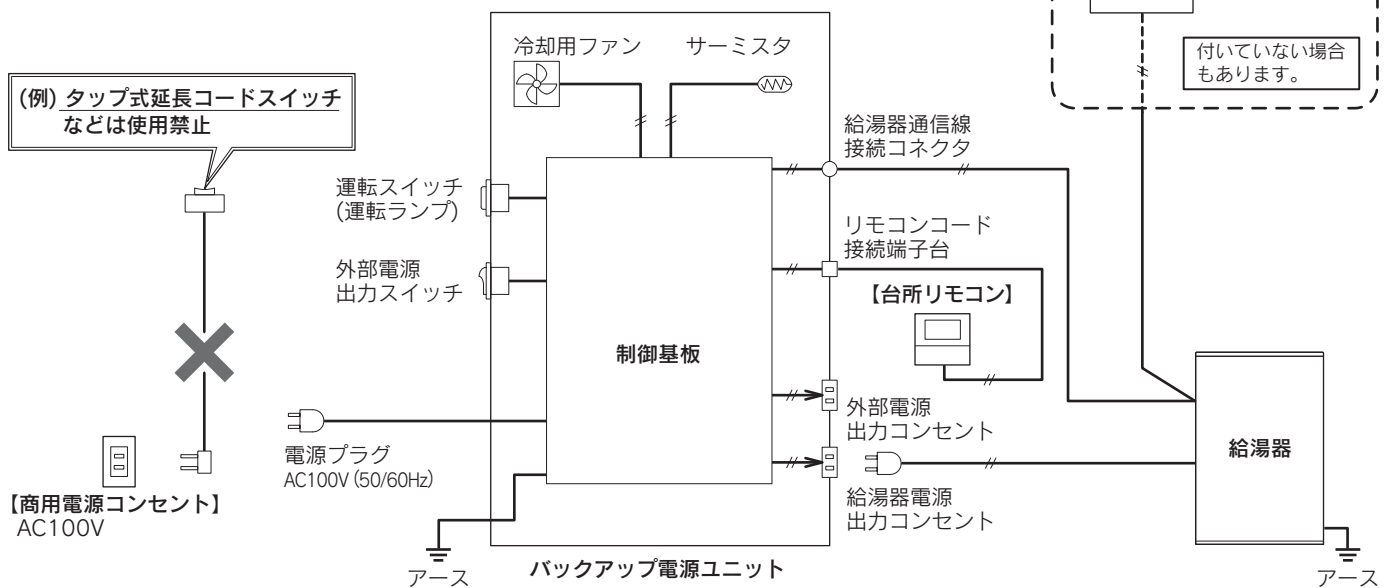 冷却用ファン
サーミスタ
付いていない場合
もあります。
(例) タップ式延長コードスイッチ
などは使用禁止
給湯器通信線
接続コネクタ
運転スイッチ
(運転ランプ)
リモコンコード
接続端子台
外部電源
出力スイッチ
【台所リモコン】
制御基板
外部電源
出力コンセント
給湯器
電源プラグ
AC100V (50/60Hz)
【商用電源コンセント】
AC100V
給湯器電源
出力コンセント
アース
バックアップ電源ユニット
アース